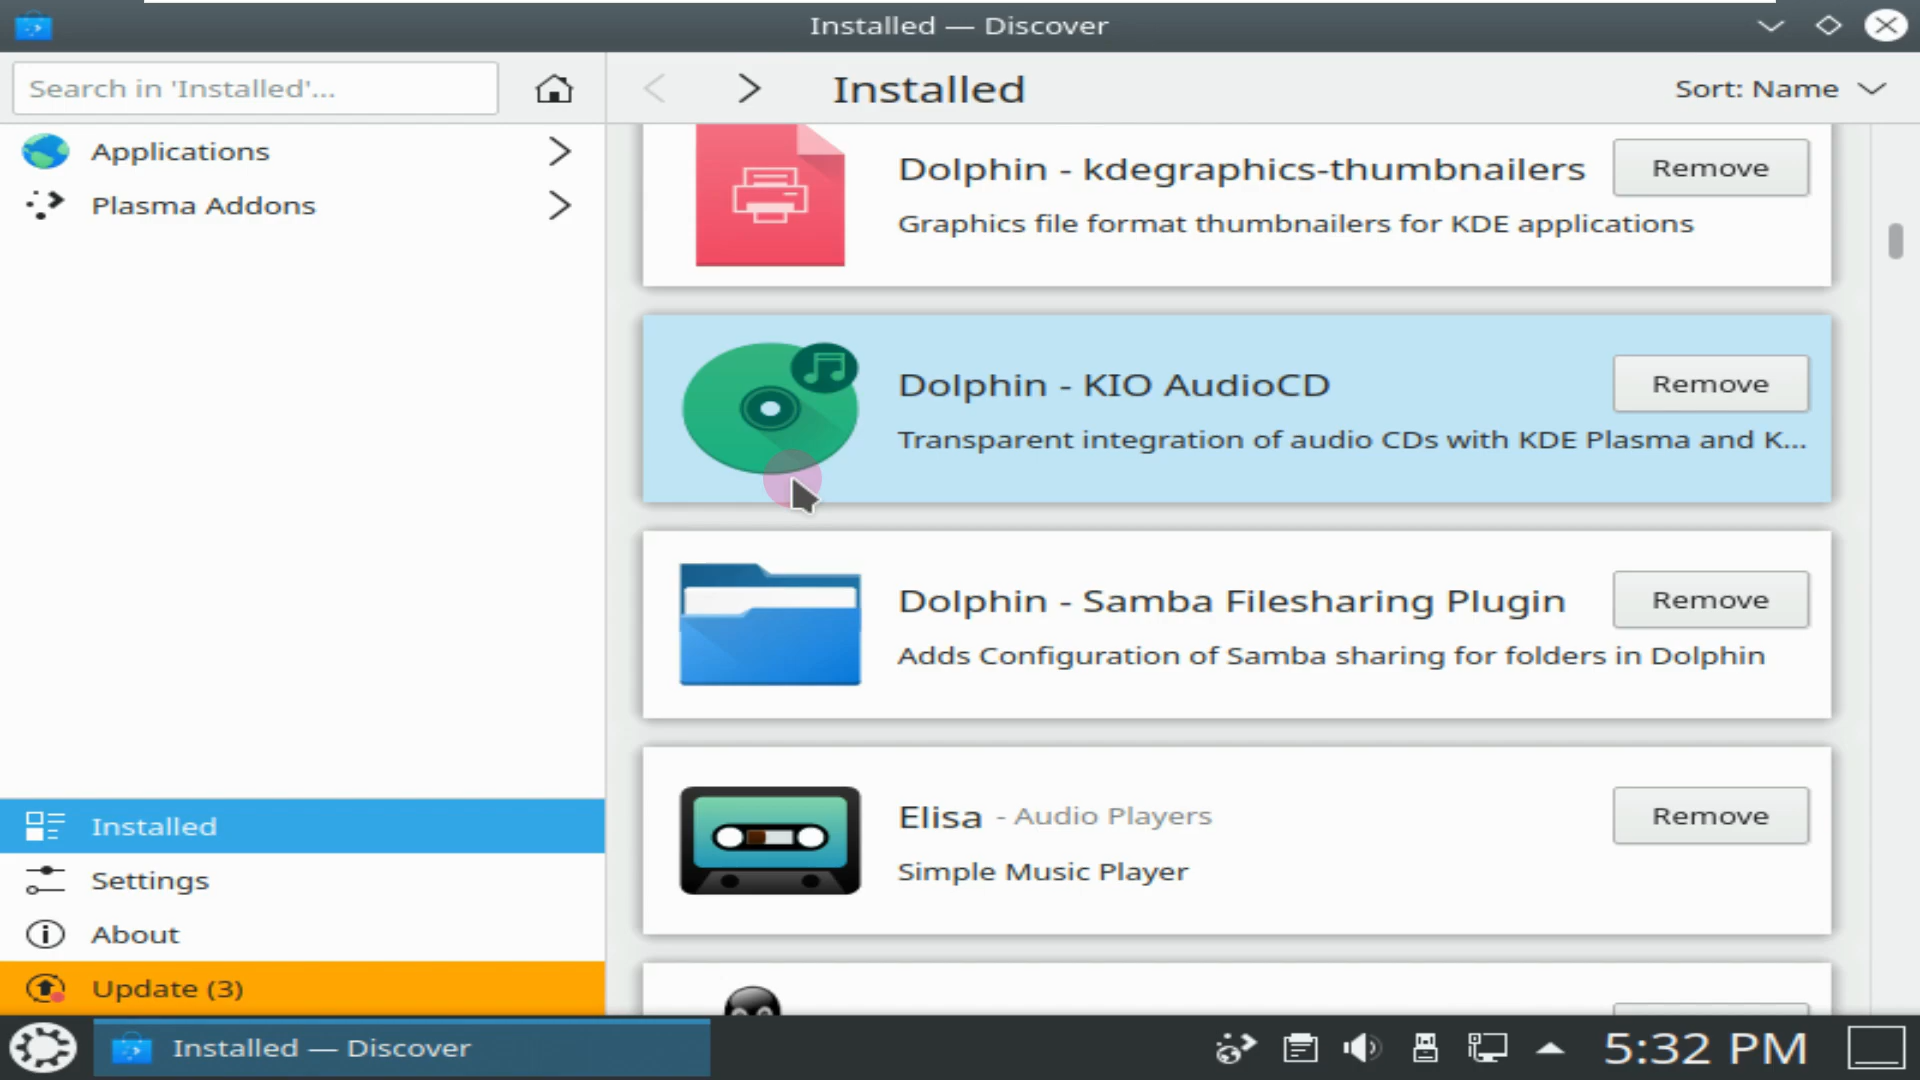 Installed — Discover
Search in 'Installed'...
Installed
Sort: Name
Applications
Plasma Addons
Dolphin - kdegraphics-thumbnailers
Remove
Graphics file format thumbnailers for KDE applications
Dolphin - KIO AudioCD
Remove
Transparent integration of audio CDs with KDE Plasma and K...
Dolphin - Samba Filesharing Plugin
Remove
Adds Configuration of Samba sharing for folders in Dolphin
Elisa - Audio Players
Remove
Simple Music Player
Installed
Settings
About
Update (3)
Installed — Discover
5:32 PM